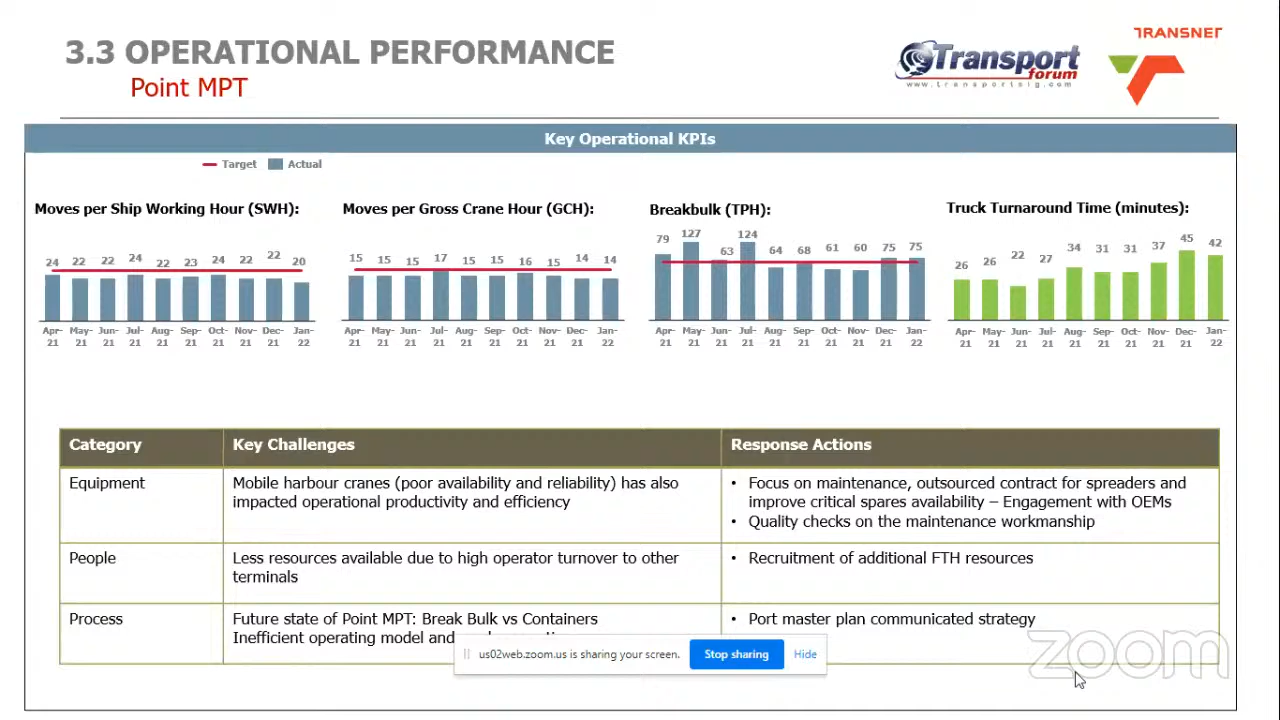 3.3 OPERATIONAL PERFORMANCE
Point MPT
Transport
forum
www.transportsig.com
TRANSNET
Key Operational KPIs
Target Actual
Moves per Ship Working Hour (SWH):
24 22 22 24 22 23 24 22 22 20
Apr-21 May-21 Jun-21 Jul-21 Aug-21 Sep-21 Oct-21 Nov-21 Dec-21 Jan-22
Moves per Gross Crane Hour (GCH):
15 15 15 17 15 15 16 15 14 14
Apr-21 May-21 Jun-21 Jul-21 Aug-21 Sep-21 Oct-21 Nov-21 Dec-21 Jan-22
Breakbulk (TPH):
79 127 63 124 64 68 61 60 75 75
Apr-21 May-21 Jun-21 Jul-21 Aug-21 Sep-21 Oct-21 Nov-21 Dec-21 Jan-22
Truck Turnaround Time (minutes):
26 26 22 27 34 31 31 37 45 42
Apr-21 May-21 Jun-21 Jul-21 Aug-21 Sep-21 Oct-21 Nov-21 Dec-21 Jan-22
Category Key Challenges Response Actions
Equipment
Mobile harbour cranes (poor availability and reliability) has also
impacted operational productivity and efficiency
• Focus on maintenance, outsourced contract for spreaders and
improve critical spares availability – Engagement with OEMs
• Quality checks on the maintenance workmanship
People
Less resources available due to high operator turnover to other
terminals
• Recruitment of additional FTH resources
Process
Future state of Point MPT: Break Bulk vs Containers
Inefficient operating model and
• Port master plan communicated strategy
us02web.zoom.us is sharing your screen. Stop sharing Hide
zoom